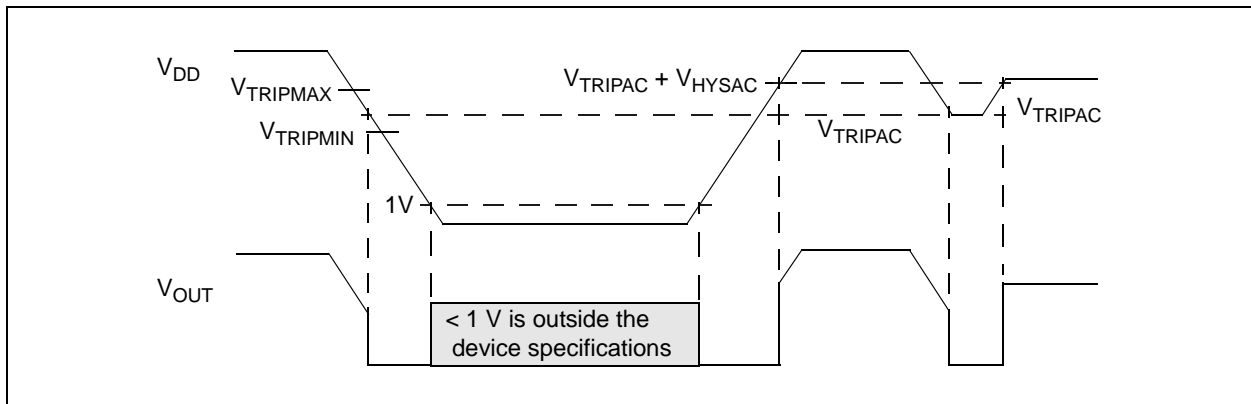 VDD
VTRIPMAX
VTRIPAC + VHYSAC
VTRIPMIN
VTRIPAC
VTRIPAC
1V
VOUT
< 1 V is outside the
device specifications